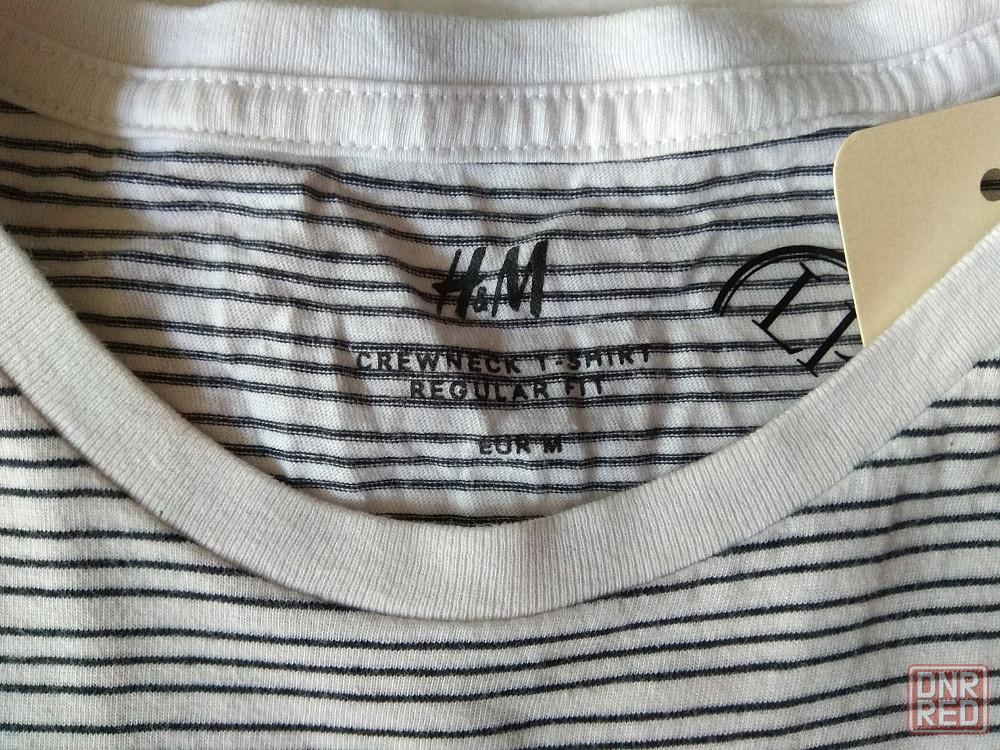 H&M
CREWNECK T-SHIRT
REGULAR FIT
EUR M
DNR
RED